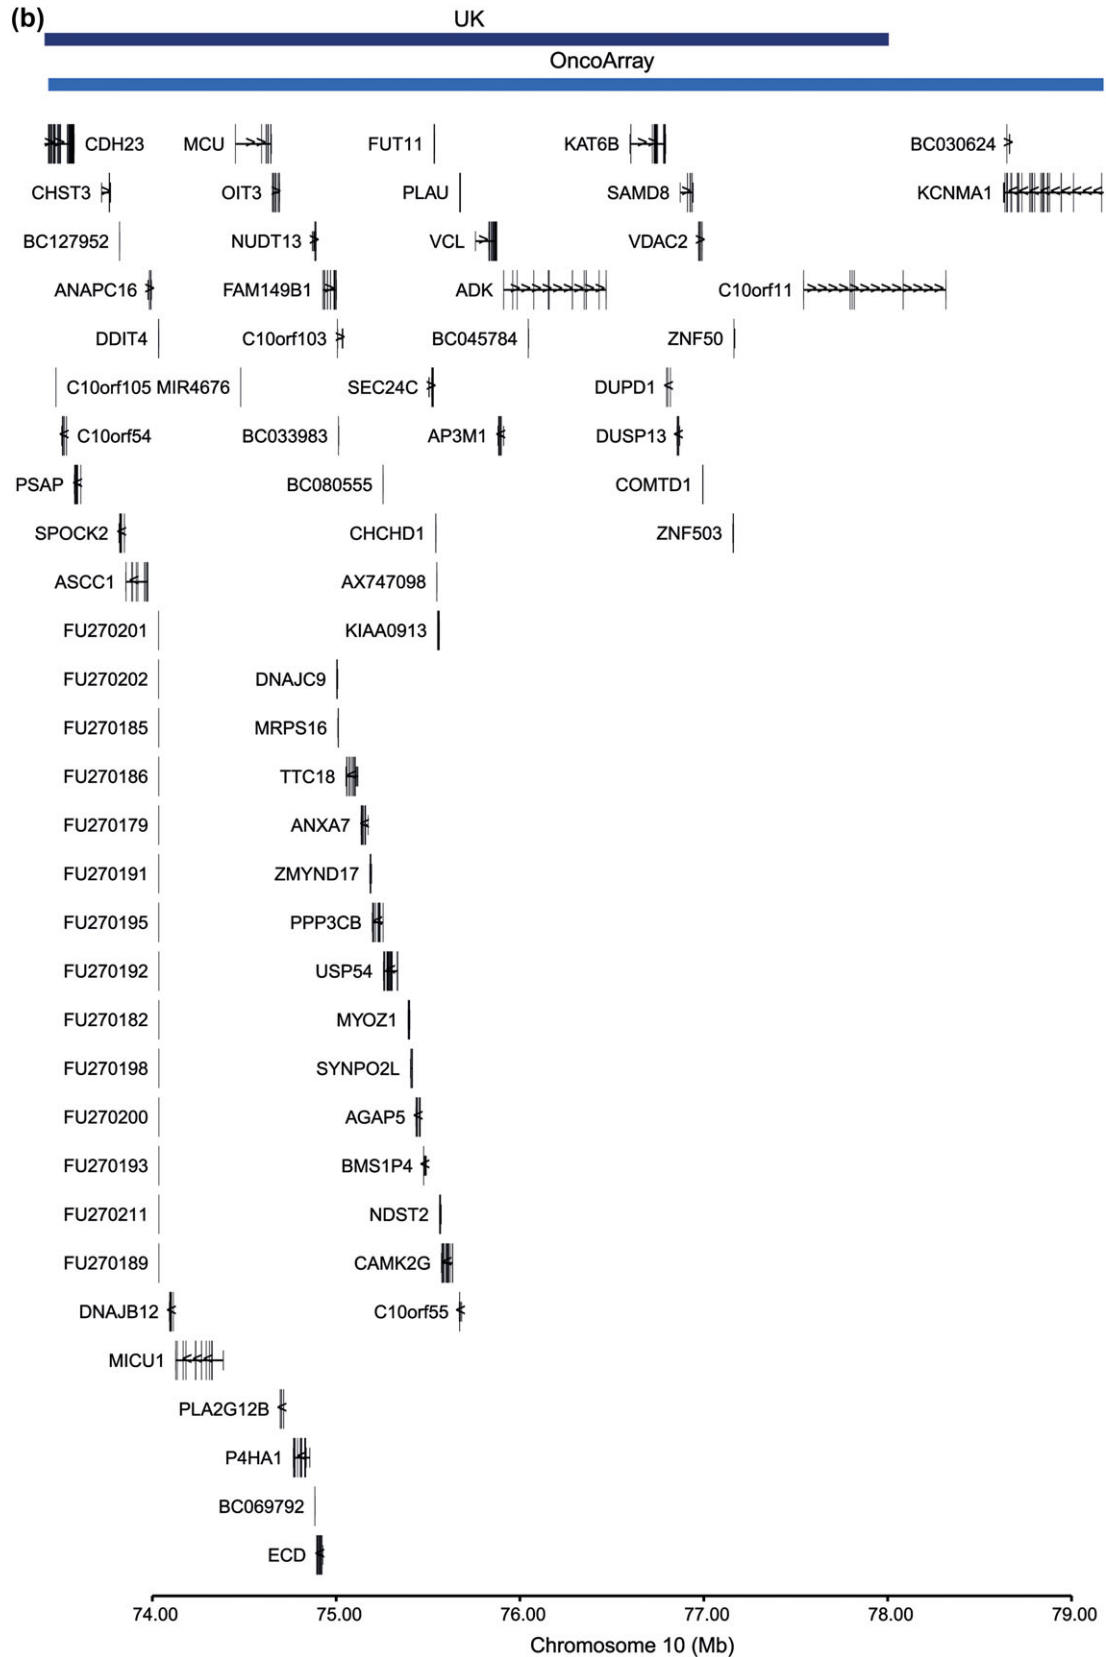 (b)
UK
OncoArray
CDH23 MCU FUT11 KAT6B BC030624
CHST3 OIT3 PLAU SAMD8 KCNMA1
BC127952 NUDT13 VCL VDAC2
ANAPC16 FAM149B1 ADK C10orf11
DDIT4 C10orf103 BC045784 ZNF50
C10orf105 MIR4676 SEC24C DUPD1
C10orf54 BC033983 AP3M1 DUSP13
PSAP BC080555 COMTD1
SPOCK2 CHCHD1 ZNF503
ASCC1 AX747098
FU270201 KIAA0913
FU270202 DNAJC9
FU270185 MRPS16
FU270186 TTC18
FU270179 ANXA7
FU270191 ZMYND17
FU270195 PPP3CB
FU270192 USP54
FU270182 MYOZ1
FU270198 SYNPO2L
FU270200 AGAP5
FU270193 BMS1P4
FU270211 NDST2
FU270189 CAMK2G
DNAJB12 C10orf55
MICU1
PLA2G12B
P4HA1
BC069792
ECD
74.00 75.00 76.00 77.00 78.00 79.00
Chromosome 10 (Mb)